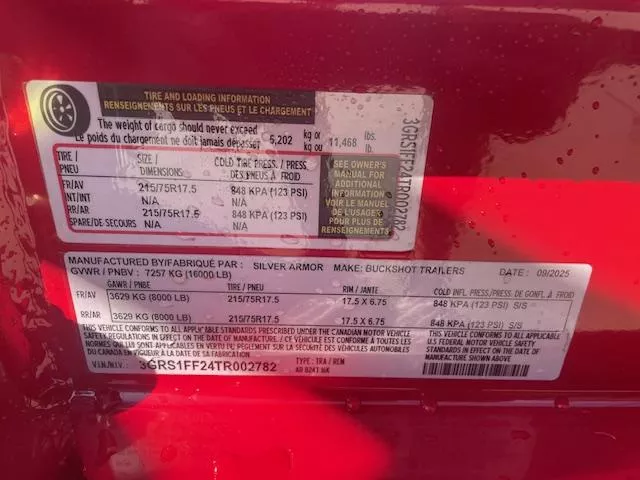 TIRE AND LOADING INFORMATION
RENSEIGNEMENTS SUR LES PNEUS ET LE CHARGEMENT
The weight of cargo should never exceed
Le poids du chargement ne doit jamais dépasser 5,202 kg or kg ou 11,468 lbs. lb.
TIRE / PNEU SIZE / DIMENSIONS COLD TIRE PRESS. / PRESS. DES PNEUS À FROID
FR/AV 215/75R17.5 848 KPA (123 PSI)
INT/INT N/A N/A
RR/AR 215/75R17.5 848 KPA (123 PSI)
SPARE/DE SECOURS N/A N/A
SEE OWNER'S
MANUAL FOR
ADDITIONAL
INFORMATION
VOIR LE MANUEL
DE L'USAGER
POUR PLUS DE
RENSEIGNEMENTS
3GRS1FF24TR002782
MANUFACTURED BY/FABRIQUÉ PAR : SILVER ARMOR MAKE: BUCKSHOT TRAILERS DATE : 09/2025
GVWR / PNBV : 7257 KG (16000 LB)
GAWR / PNBE TIRE / PNEU RIM / JANTE COLD INFL. PRESS/PRESS. DE GONFL. À FROID
FR/AV 3629 KG (8000 LB) 215/75R17.5 17.5 X 6.75 848 KPA (123 PSI) S/S
RR/AR 3629 KG (8000 LB) 215/75R17.5 17.5 X 6.75 848 KPA (123 PSI) S/S
THIS VEHICLE CONFORMS TO ALL APPLICABLE STANDARDS PRESCRIBED UNDER THE CANADIAN MOTOR VEHICLE
SAFETY REGULATIONS IN EFFECT ON THE DATE OF MANUFACTURE / CE VÉHICULE EST CONFORME À TOUTES
LES NORMES QUI LUI SONT APPLICABLES EN VERTU DU RÈGLEMENT SUR LA SÉCURITÉ DES VÉHICULES AUTOMOBILES
DU CANADA EN VIGUEUR À LA DATE DE SA FABRICATION
THIS VEHICLE CONFORMS TO ALL APPLICABLE
U.S FEDERAL MOTOR VEHICLE SAFETY
STANDARDS IN EFFECT ON THE DATE OF
MANUFACTURE SHOWN ABOVE
V.I.N./N.I.V. : 3GRS1FF24TR002782
TYPE : TRA / REM